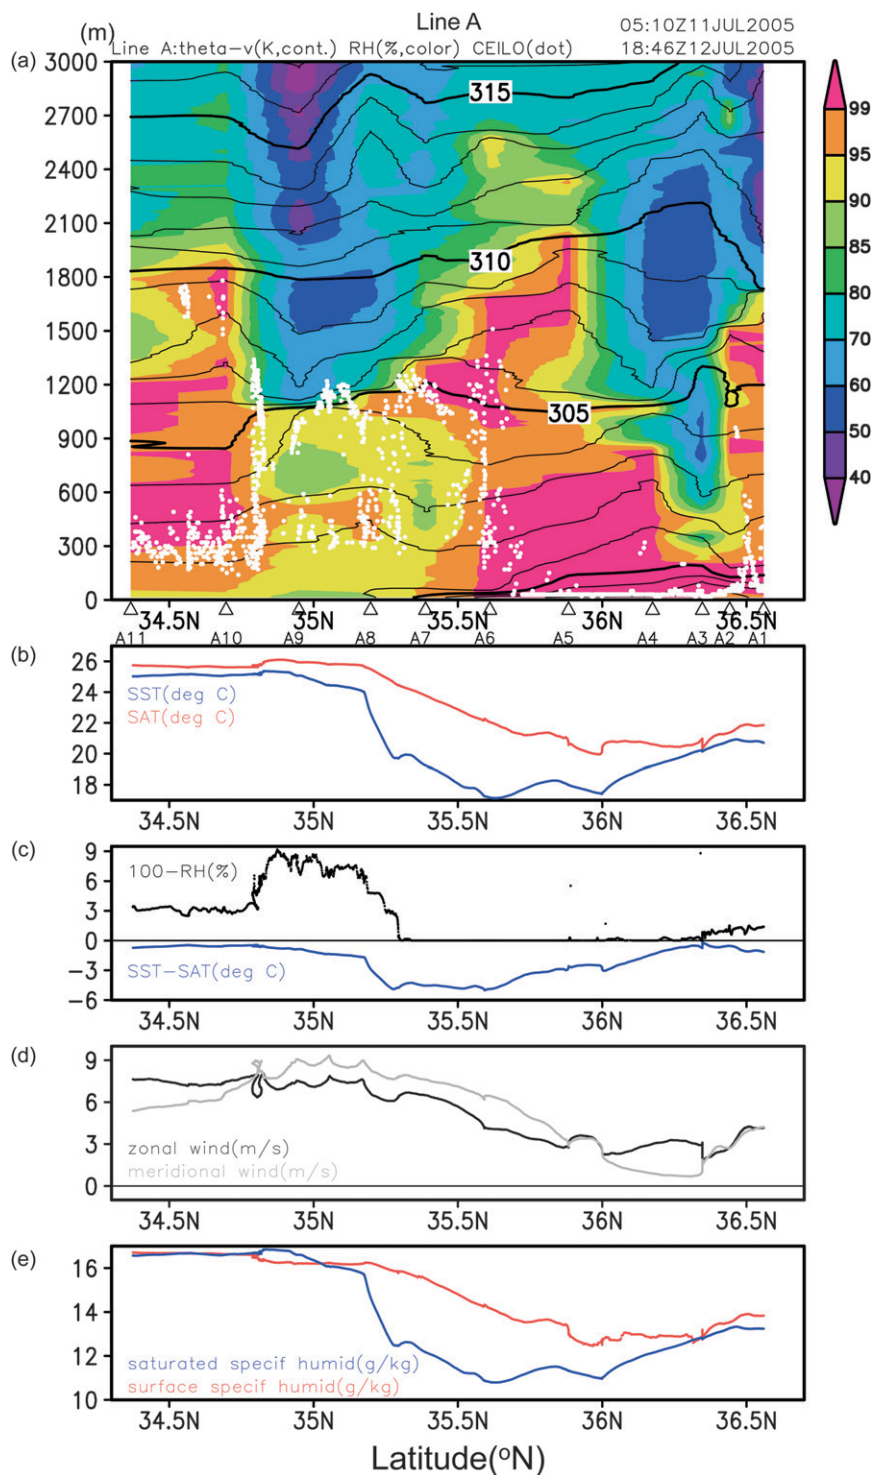 Line A
05:10Z11JUL2005
(m)
Line A:theta-v(K,cont.) RH(%,color) CEILO(dot)
18:46Z12JUL2005
(a)
3000
2700
2400
2100
1800
1500
1200
900
600
300
0
315
310
305
99
95
90
85
80
70
60
50
40
34.5N 35N 35.5N 36N 36.5N
A11 A10 A9 A8 A7 A6 A5 A4 A3 A2 A1
(b)
26
24
22
20
18
SST(deg C)
SAT(deg C)
34.5N 35N 35.5N 36N 36.5N
(c)
9
6
3
0
-3
-6
100-RH(%)
SST-SAT(deg C)
34.5N 35N 35.5N 36N 36.5N
(d)
9
6
3
0
zonal wind(m/s)
meridional wind(m/s)
34.5N 35N 35.5N 36N 36.5N
(e)
16
14
12
10
saturated specif humid(g/kg)
surface specif humid(g/kg)
34.5N 35N 35.5N 36N 36.5N
Latitude(°N)